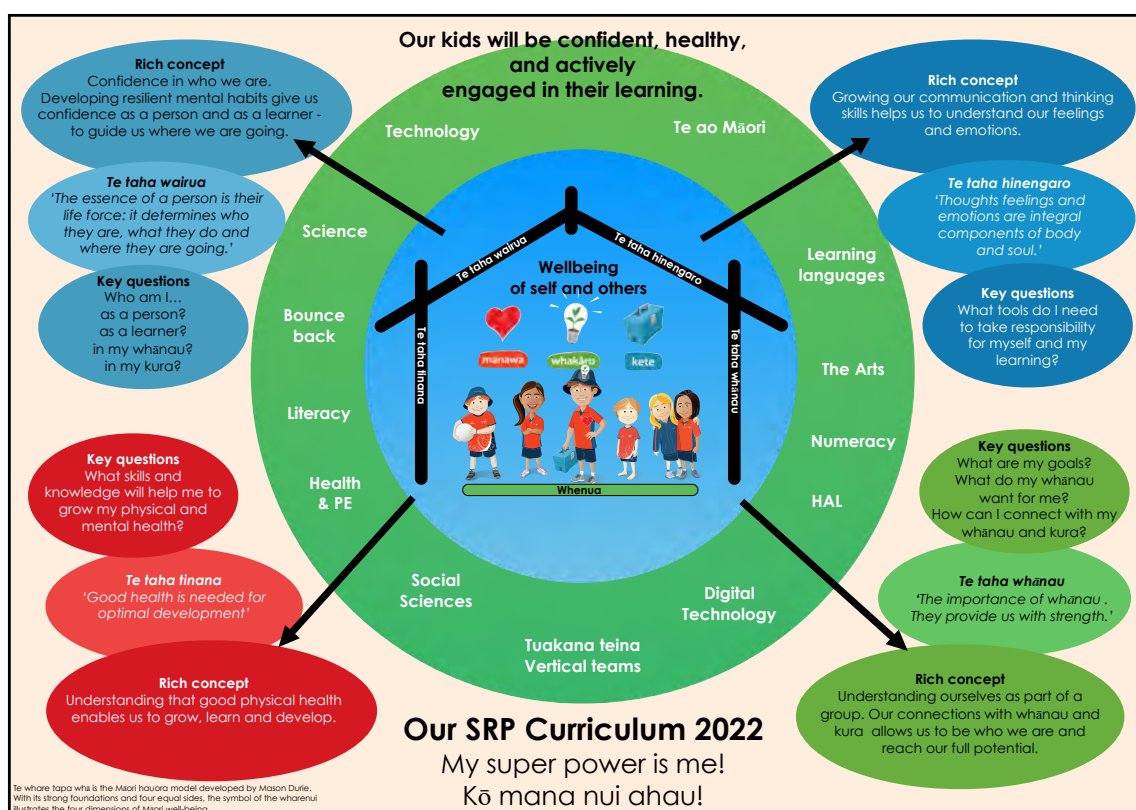 Our kids will be confident, healthy,
and actively
engaged in their learning.
Rich concept
Confidence in who we are.
Developing resilient mental habits give us
confidence as a person and as a learner -
to guide us where we are going.
Te taha wairua
‘The essence of a person is their
life force: it determines who
they are, what they do and
where they are going.’
Key questions
Who am I...
as a person?
as a learner?
in my whānau?
in my kura?
Rich concept
Growing our communication and thinking
skills helps us to understand our feelings
and emotions.
Te taha hinengaro
‘Thoughts feelings and
emotions are integral
components of body
and soul.’
Key questions
What tools do I need
to take responsibility
for myself and my
learning?
Technology
Te ao Māori
Science
Learning
languages
Bounce
back
The Arts
Literacy
Numeracy
Health
& PE
HAL
Social
Sciences
Digital
Technology
Tuakana teina
Vertical teams
Te taha wairua
Te taha hinengaro
Te taha tinana
Te taha whānau
Wellbeing
of self and others
manawa
whakāro
kete
Whenua
Key questions
What skills and
knowledge will help me to
grow my physical and
mental health?
Te taha tinana
‘Good health is needed for
optimal development’
Rich concept
Understanding that good physical health
enables us to grow, learn and develop.
Key questions
What are my goals?
What do my whānau
want for me?
How can I connect with my
whānau and kura?
Te taha whānau
‘The importance of whānau .
They provide us with strength.’
Rich concept
Understanding ourselves as part of a
group. Our connections with whānau and
kura allows us to be who we are and
reach our full potential.
Our SRP Curriculum 2022
My super power is me!
Kō mana nui ahau!
Te whare tapa whā is the Māori hauora model developed by Mason Durie.
With its strong foundations and four equal sides, the symbol of the wharenui
illustrates the four dimensions of Māori well-being.